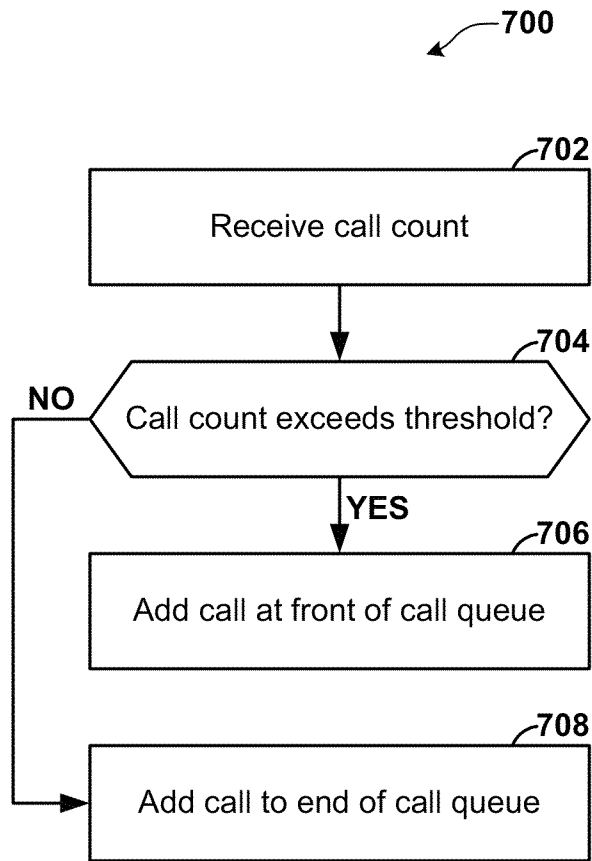 700
702
Receive call count
704
NO
Call count exceeds threshold?
YES
706
Add call at front of call queue
708
Add call to end of call queue